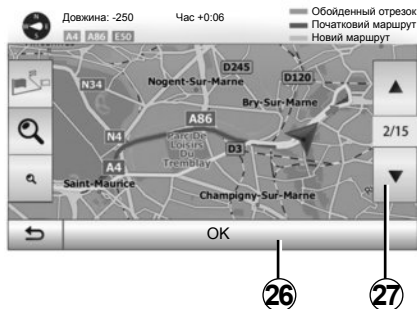 Довжина: -250 Час +0:06
Обойденный отрезок
Початковий маршрут
Новий маршрут
A4 A86 E50
D245
N34
Nogent-Sur-Marne
D120
Bry-Sur-Marne
A86
2/15
N4
Parc De
Loisirs
Du
Tremblay
D3
A4
Saint-Maurice
Champigny-Sur-Marne
OK
26
27